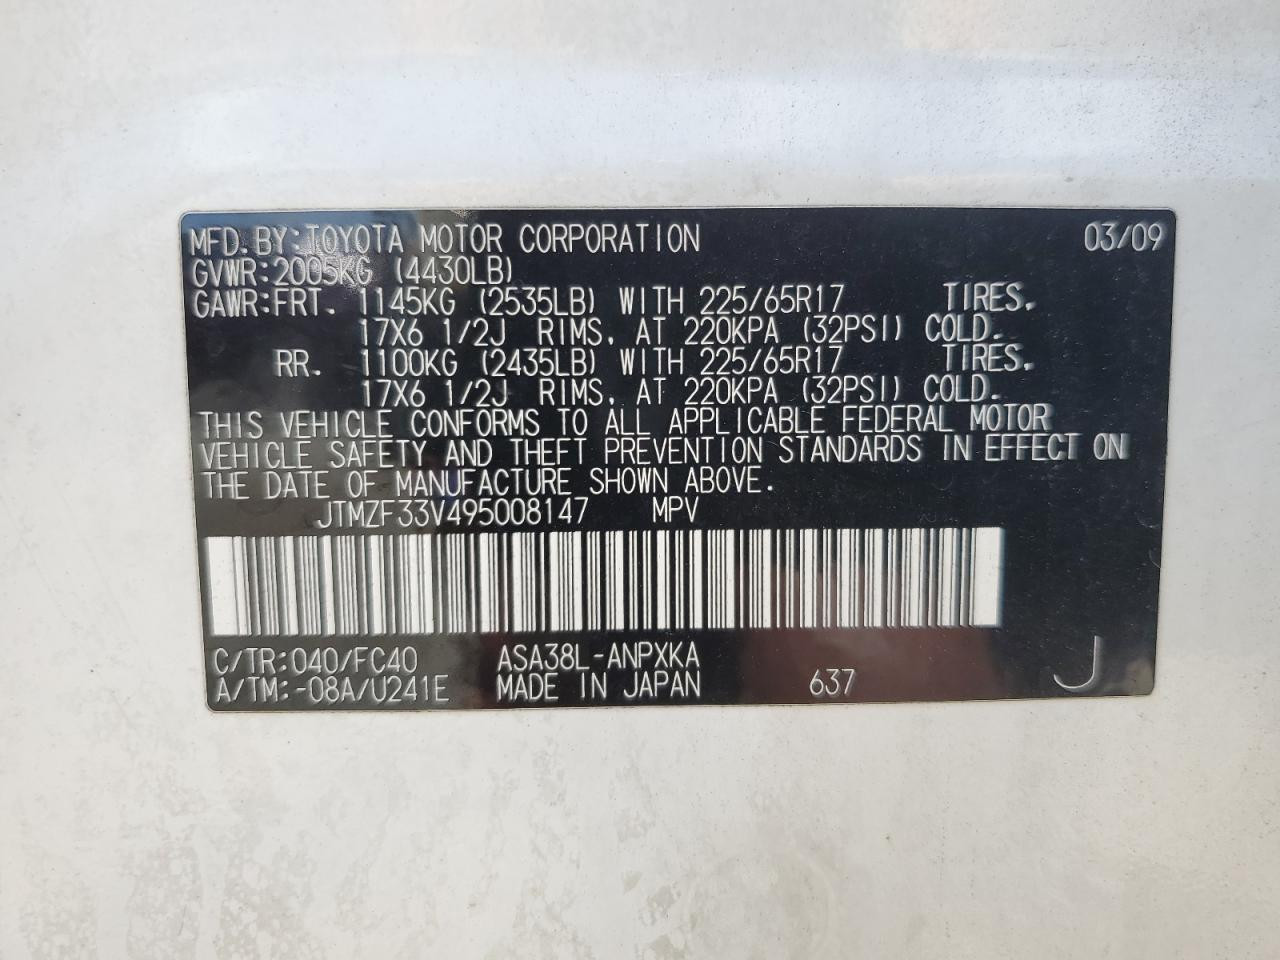 MFD. BY: TOYOTA MOTOR CORPORATION 03/09
GVWR: 2005KG (4430LB)
GAWR: FRT. 1145KG (2535LB) WITH 225/65R17 TIRES.
17X6 1/2J RIMS, AT 220KPA (32PSI) COLD.
RR. 1100KG (2435LB) WITH 225/65R17 TIRES.
17X6 1/2J RIMS, AT 220KPA (32PSI) COLD.
THIS VEHICLE CONFORMS TO ALL APPLICABLE FEDERAL MOTOR
VEHICLE SAFETY AND THEFT PREVENTION STANDARDS IN EFFECT ON
THE DATE OF MANUFACTURE SHOWN ABOVE.
JTMZF33V495008147 MPV
C/TR: 040/FC40 ASA38L-ANPXKA
A/TM: -08A/U241E MADE IN JAPAN 637 J